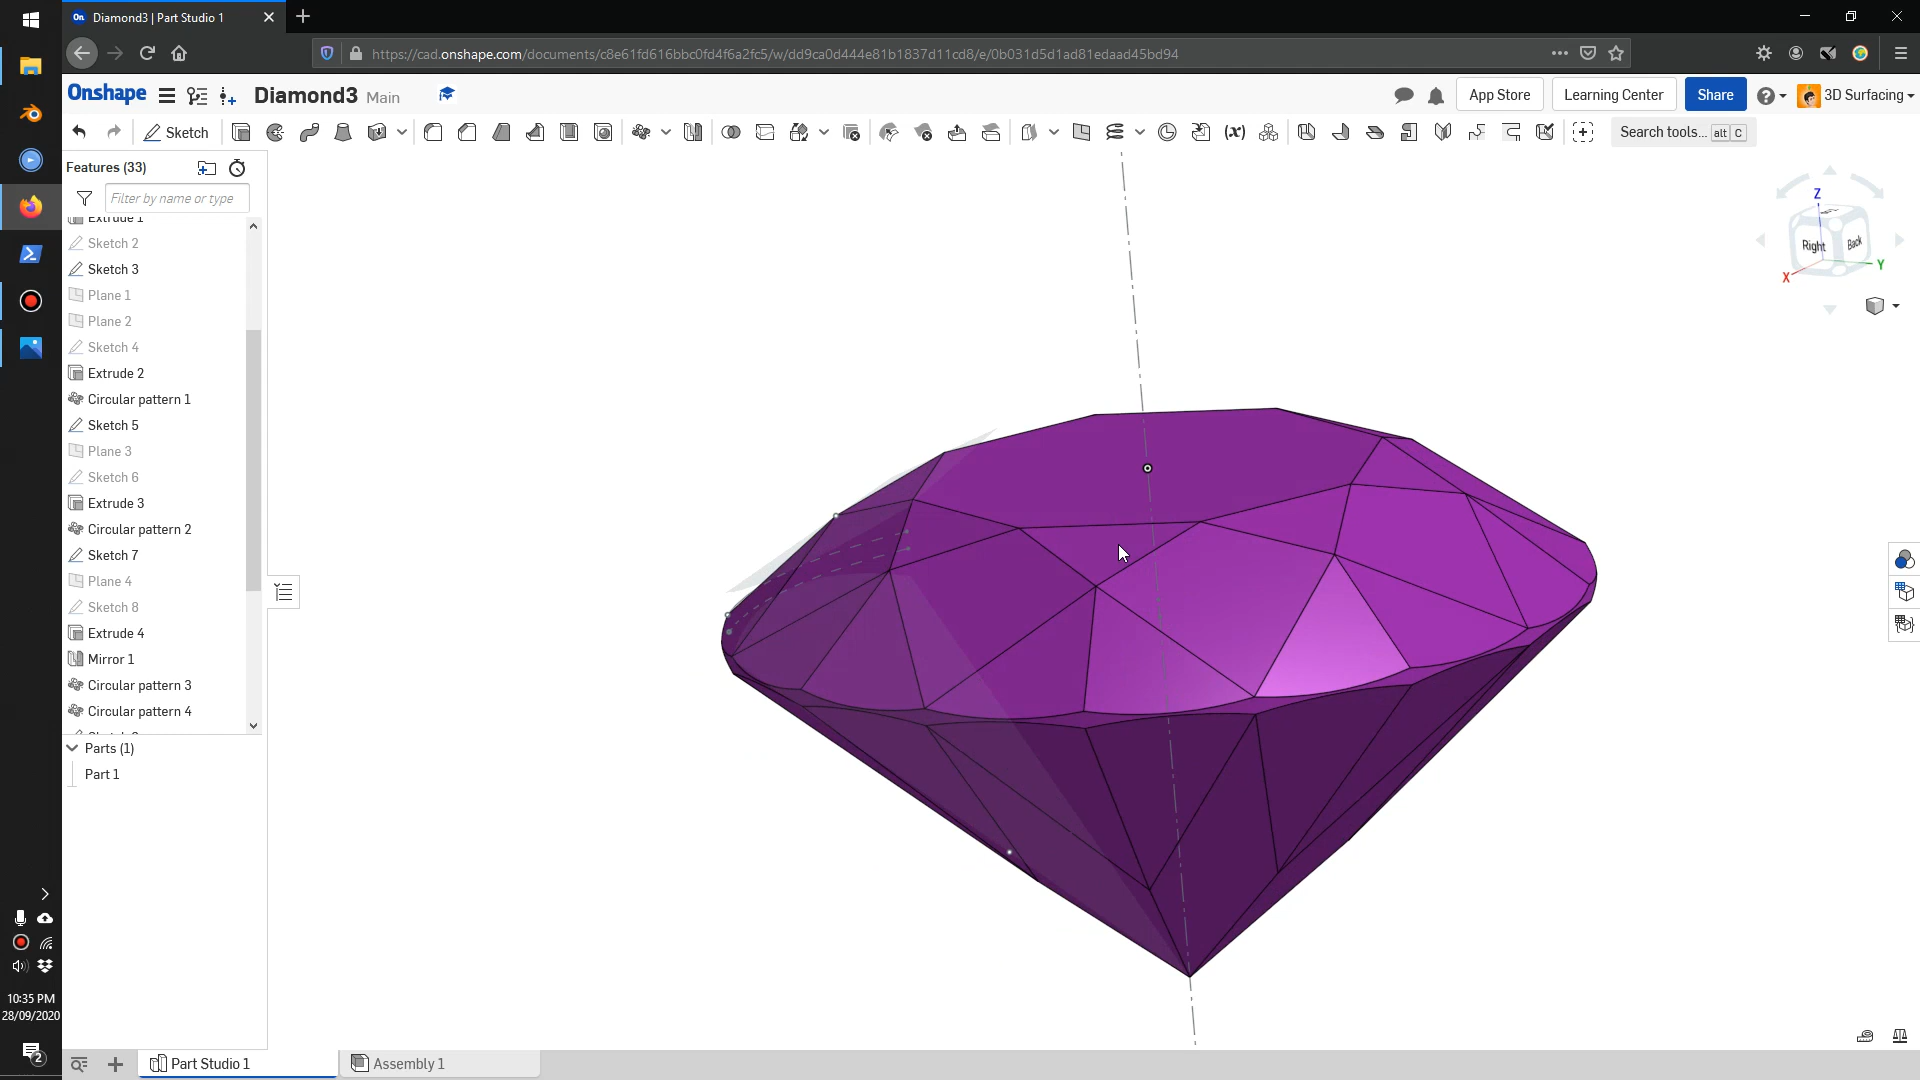 Diamond3 | Part Studio 1
https://cad.onshape.com/documents/c8e61fd616bbc0fd4f6a2fc5/w/dd9ca0d444e81b1837d11cd8/e/0b031d5d1ad81edaad45bd94
Onshape
Diamond3 Main
App Store
Learning Center
Share
3D Surfacing
Sketch
Search tools... alt C
Features (33)
Filter by name or type
Extrude 1
Sketch 2
Sketch 3
Plane 1
Plane 2
Sketch 4
Extrude 2
Circular pattern 1
Sketch 5
Plane 3
Sketch 6
Extrude 3
Circular pattern 2
Sketch 7
Plane 4
Sketch 8
Extrude 4
Mirror 1
Circular pattern 3
Circular pattern 4
Parts (1)
Part 1
Z
Right
Back
X
Y
10:35 PM
28/09/2020
2
Part Studio 1
Assembly 1